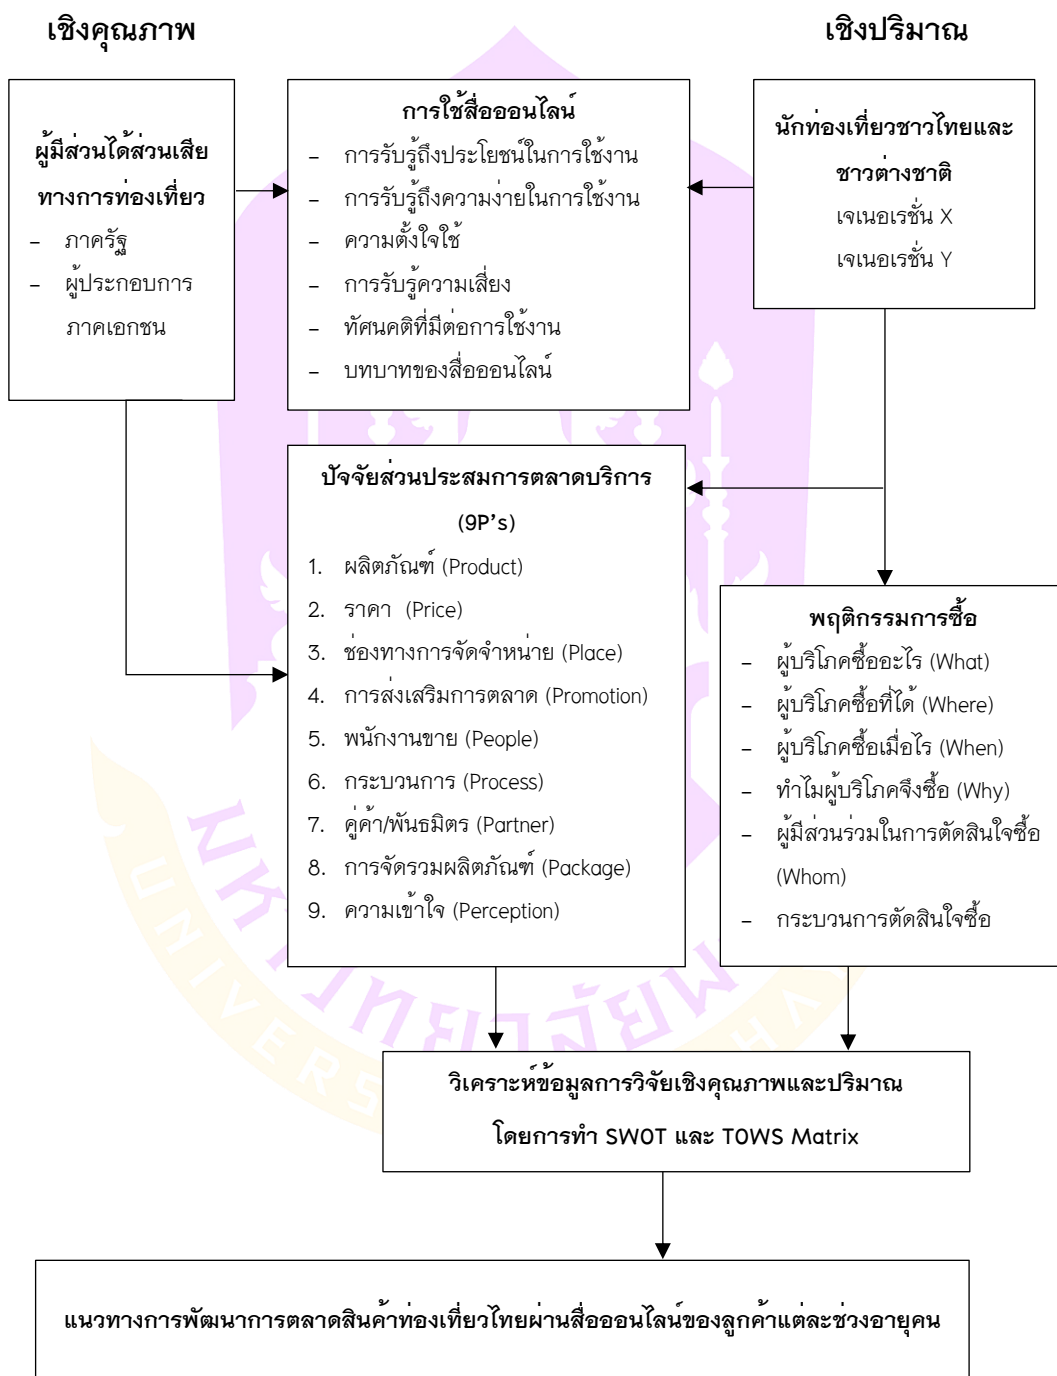 เชิงคุณภาพ
เชิงปริมาณ
ผู้มีส่วนได้ส่วนเสีย
ทางการท่องเที่ยว
- ภาครัฐ
- ผู้ประกอบการ
ภาคเอกชน
การใช้สื่อออนไลน์
- การรับรู้ถึงประโยชน์ในการใช้งาน
- การรับรู้ถึงความง่ายในการใช้งาน
- ความตั้งใจใช้
- การรับรู้ความเสี่ยง
- ทัศนคติที่มีต่อการใช้งาน
- บทบาทของสื่อออนไลน์
นักท่องเที่ยวชาวไทยและ
ชาวต่างชาติ
เจเนอเรชั่น X
เจเนอเรชั่น Y
ปัจจัยส่วนประสมการตลาดบริการ
(9P’s)
1. ผลิตภัณฑ์ (Product)
2. ราคา (Price)
3. ช่องทางการจัดจำหน่าย (Place)
4. การส่งเสริมการตลาด (Promotion)
5. พนักงานขาย (People)
6. กระบวนการ (Process)
7. คู่ค้า/พันธมิตร (Partner)
8. การจัดรวมผลิตภัณฑ์ (Package)
9. ความเข้าใจ (Perception)
พฤติกรรมการซื้อ
- ผู้บริโภคซื้ออะไร (What)
- ผู้บริโภคซื้อที่ได้ (Where)
- ผู้บริโภคซื้อเมื่อไร (When)
- ทำไมผู้บริโภคจึงซื้อ (Why)
- ผู้มีส่วนร่วมในการตัดสินใจซื้อ
(Whom)
- กระบวนการตัดสินใจซื้อ
วิเคราะห์ข้อมูลการวิจัยเชิงคุณภาพและปริมาณ
โดยการทำ SWOT และ TOWS Matrix
แนวทางการพัฒนาการตลาดสินค้าท่องเที่ยวไทยผ่านสื่อออนไลน์ของลูกค้าแต่ละช่วงอายุคน